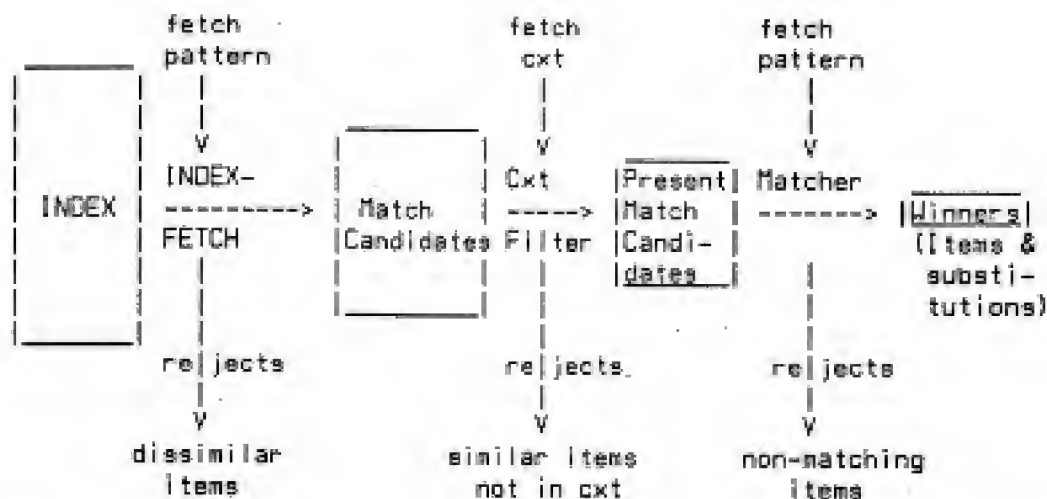 fetch pattern
fetch cxt
fetch pattern
INDEX
INDEX-FETCH
Match Candidates
Cxt Filter
Present Match Candi-dates
Matcher
Winners
(Items & substi-tutions)
rejects
rejects
rejects
dissimilar items
similar items not in cxt
non-matching items